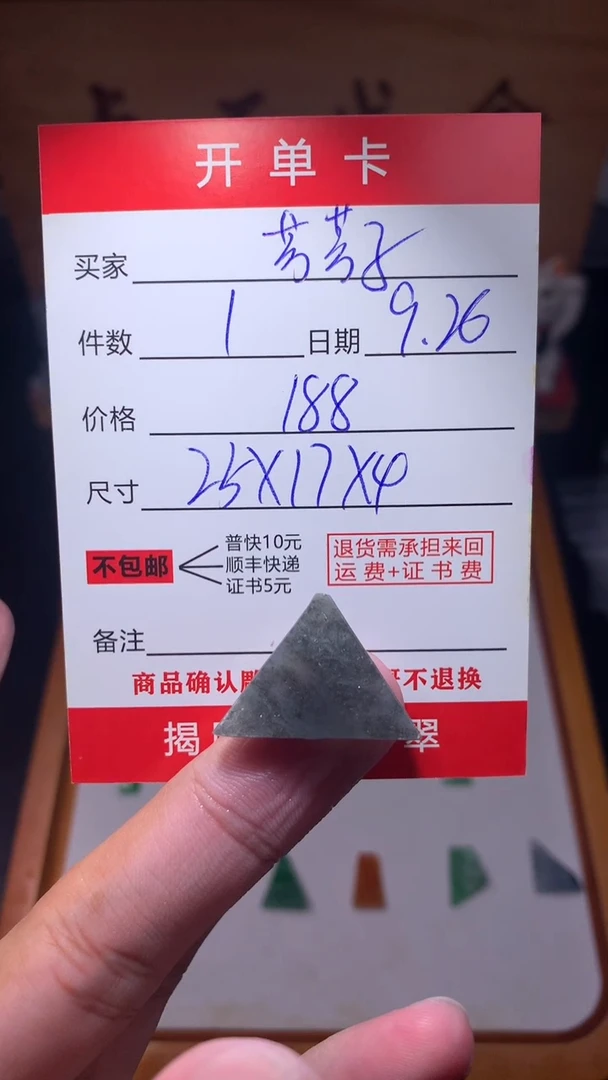 开单卡
买家 芳芳子
件数 1 日期 9.26
价格 188
尺寸 25X17X4
不包邮
普快10元
顺丰快递
证书5元
退货需承担来回
运费+证书费
备注
商品确认 不退换
揭 翠